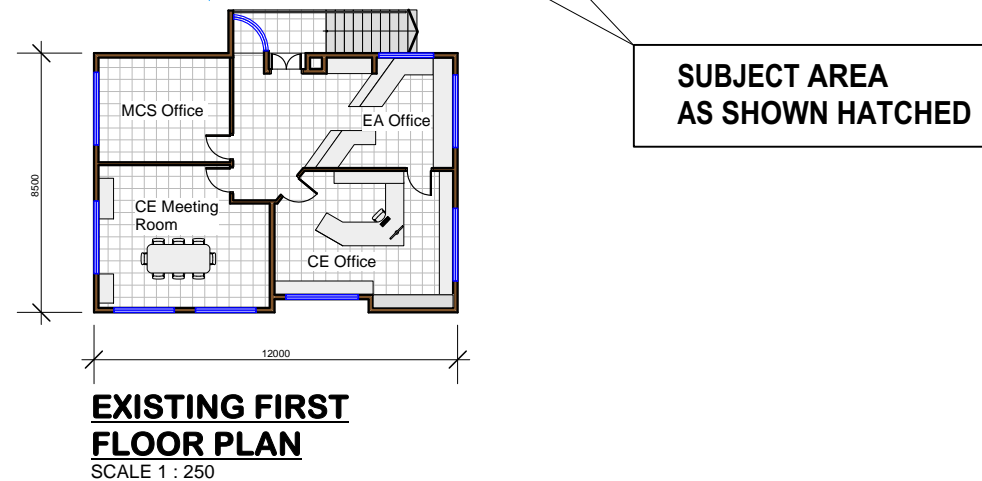 SUBJECT AREA
AS SHOWN HATCHED
MCS Office
EA Office
8500
CE Meeting
Room
CE Office
12000
EXISTING FIRST
FLOOR PLAN
SCALE 1 : 250